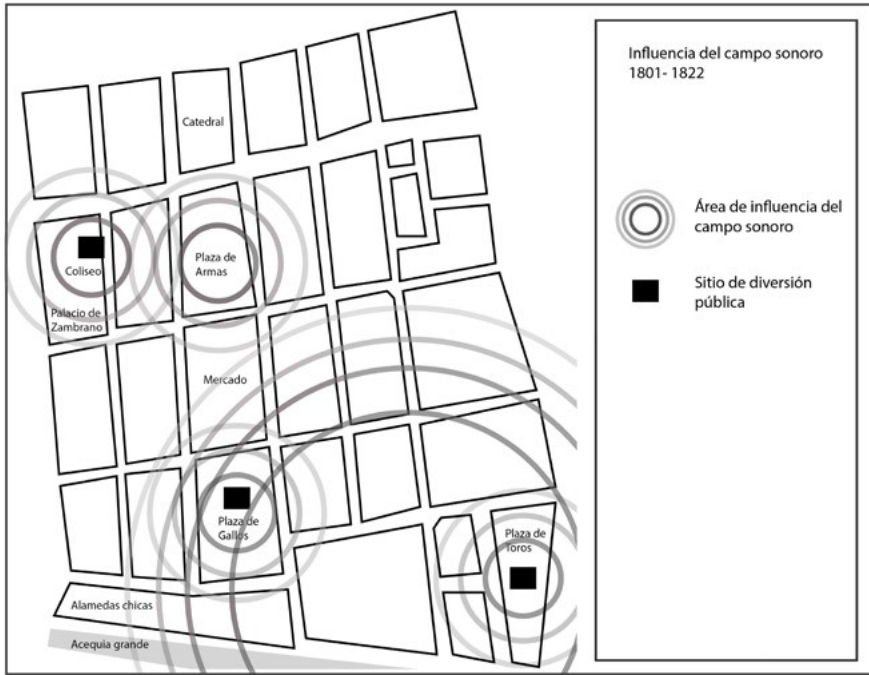 Catedral
Coliseo
Plaza de
Armas
Palacio de
Zambrano
Mercado
Plaza de
Gallos
Plaza de
Toros
Alamedas chicas
Acequia grande
Influencia del campo sonoro
1801- 1822
Área de influencia del
campo sonoro
Sitio de diversión
pública